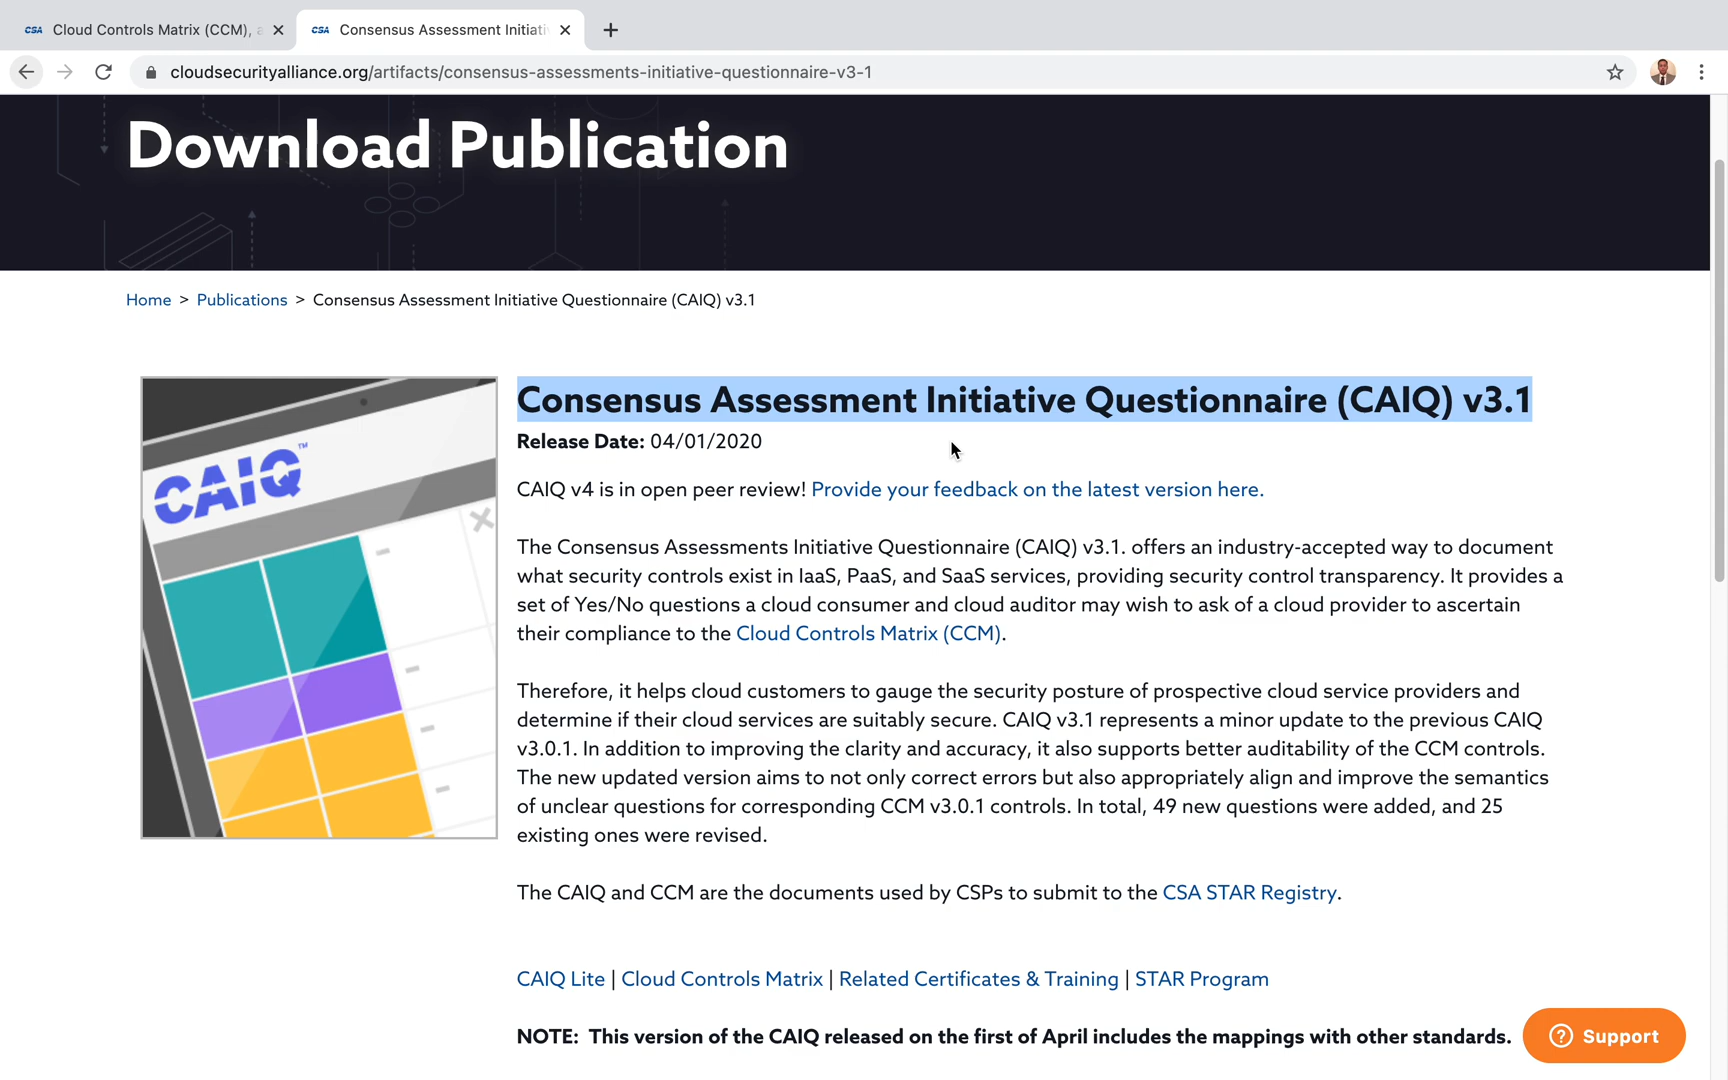 CSA Cloud Controls Matrix (CCM), a
CSA Consensus Assessment Initiati
cloudsecurityalliance.org/artifacts/consensus-assessments-initiative-questionnaire-v3-1
Download Publication
Home > Publications > Consensus Assessment Initiative Questionnaire (CAIQ) v3.1
CAIQ™
Consensus Assessment Initiative Questionnaire (CAIQ) v3.1
Release Date: 04/01/2020
CAIQ v4 is in open peer review! Provide your feedback on the latest version here.
The Consensus Assessments Initiative Questionnaire (CAIQ) v3.1. offers an industry-accepted way to document
what security controls exist in IaaS, PaaS, and SaaS services, providing security control transparency. It provides a
set of Yes/No questions a cloud consumer and cloud auditor may wish to ask of a cloud provider to ascertain
their compliance to the Cloud Controls Matrix (CCM).
Therefore, it helps cloud customers to gauge the security posture of prospective cloud service providers and
determine if their cloud services are suitably secure. CAIQ v3.1 represents a minor update to the previous CAIQ
v3.0.1. In addition to improving the clarity and accuracy, it also supports better auditability of the CCM controls.
The new updated version aims to not only correct errors but also appropriately align and improve the semantics
of unclear questions for corresponding CCM v3.0.1 controls. In total, 49 new questions were added, and 25
existing ones were revised.
The CAIQ and CCM are the documents used by CSPs to submit to the CSA STAR Registry.
CAIQ Lite | Cloud Controls Matrix | Related Certificates & Training | STAR Program
NOTE: This version of the CAIQ released on the first of April includes the mappings with other standards.
Support